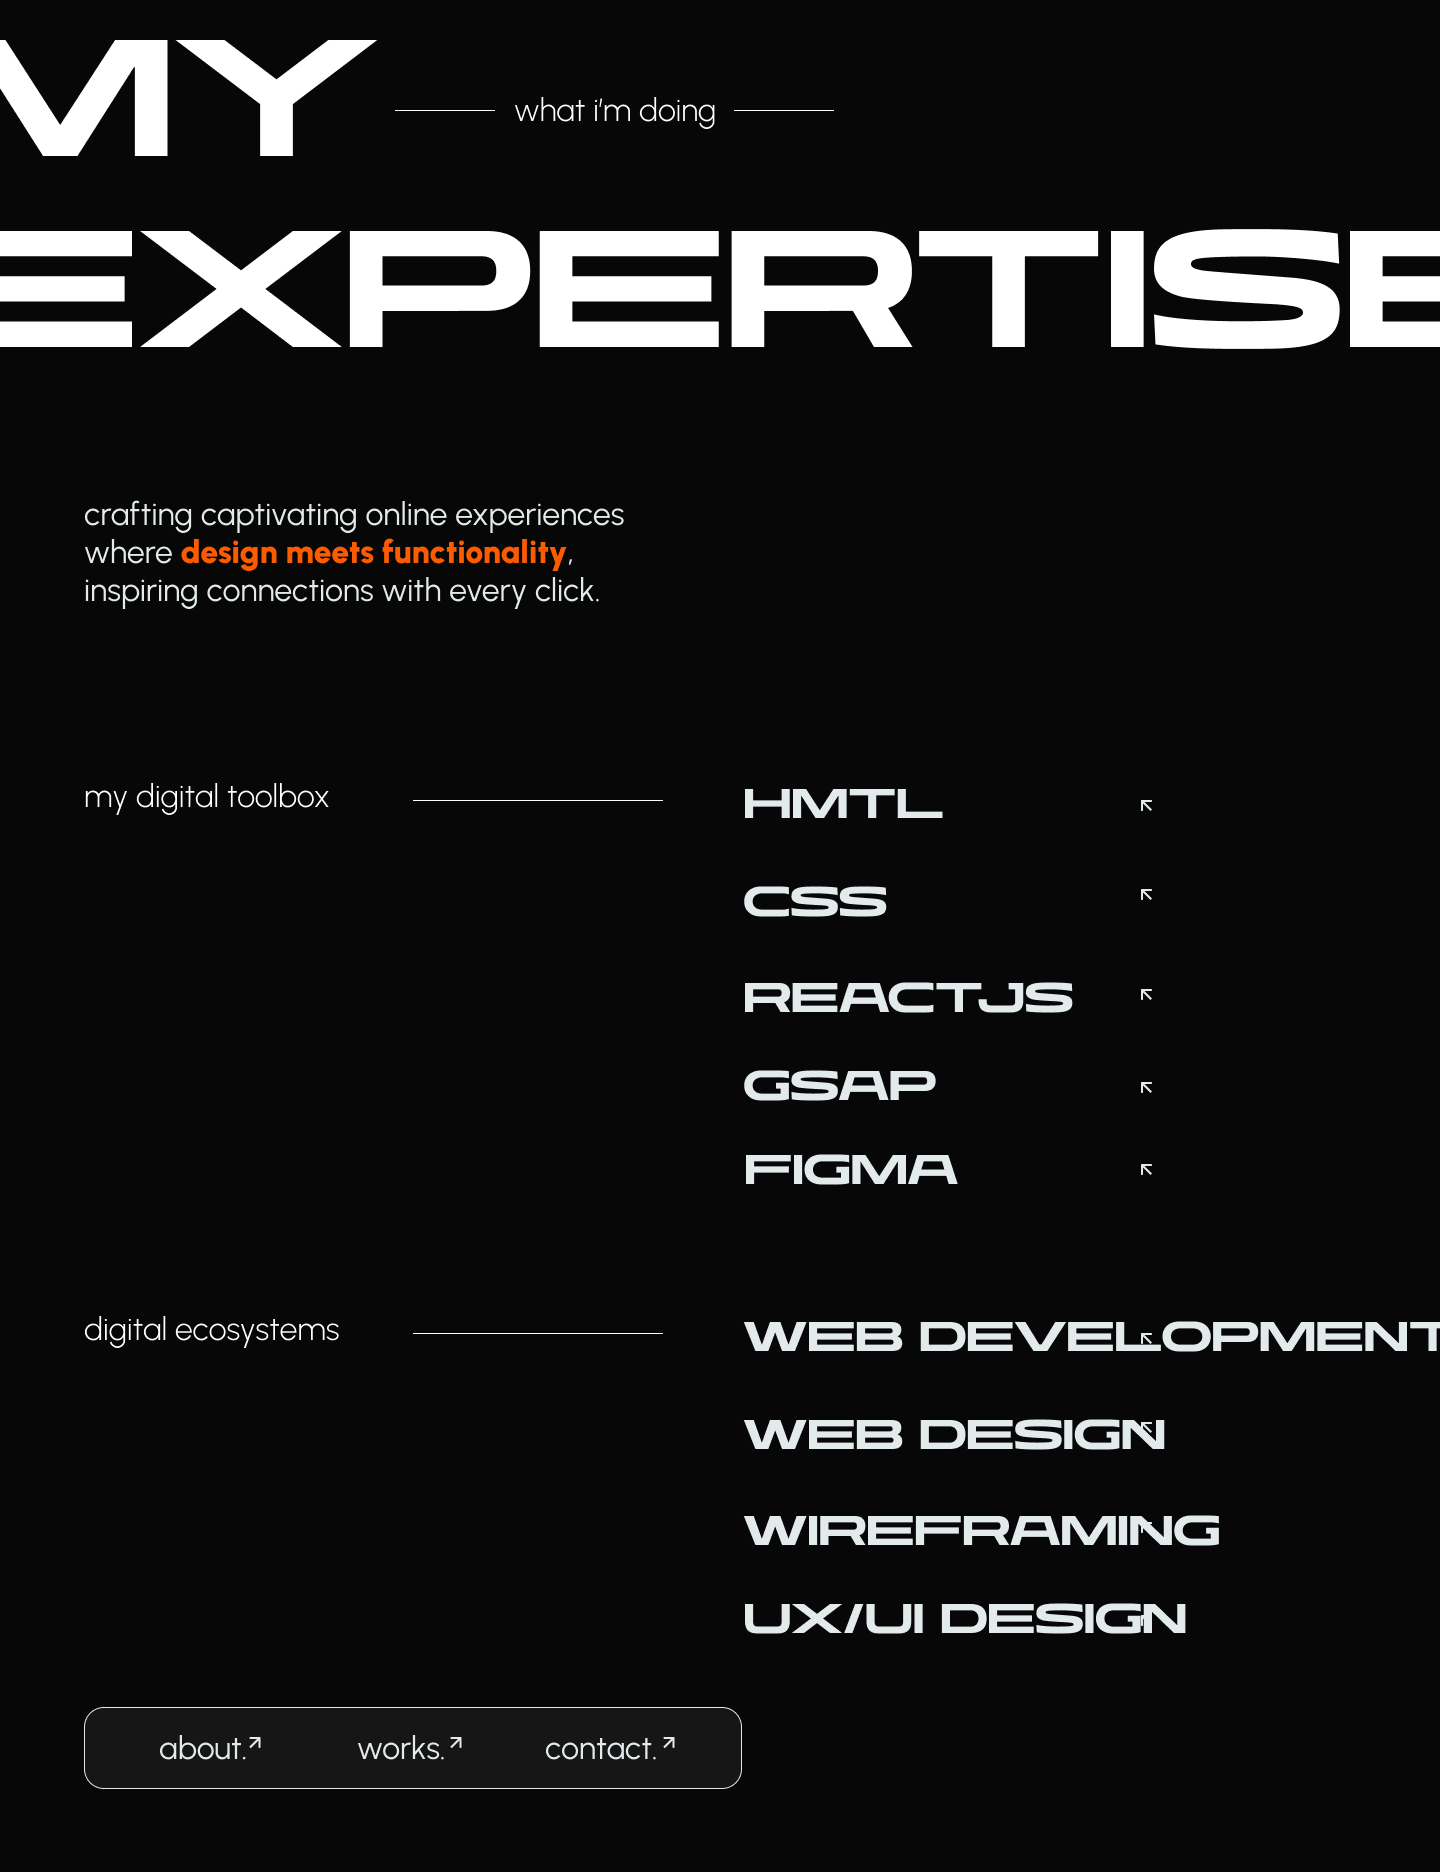 MY
what i'm doing
EXPERTISE
crafting captivating online experiences
where design meets functionality,
inspiring connections with every click.
my digital toolbox
HMTL
CSS
REACTJS
GSAP
FIGMA
digital ecosystems
WEB DEVELOPMENT
WEB DESIGN
WIREFRAMING
UX/UI DESIGN
about. works. contact.